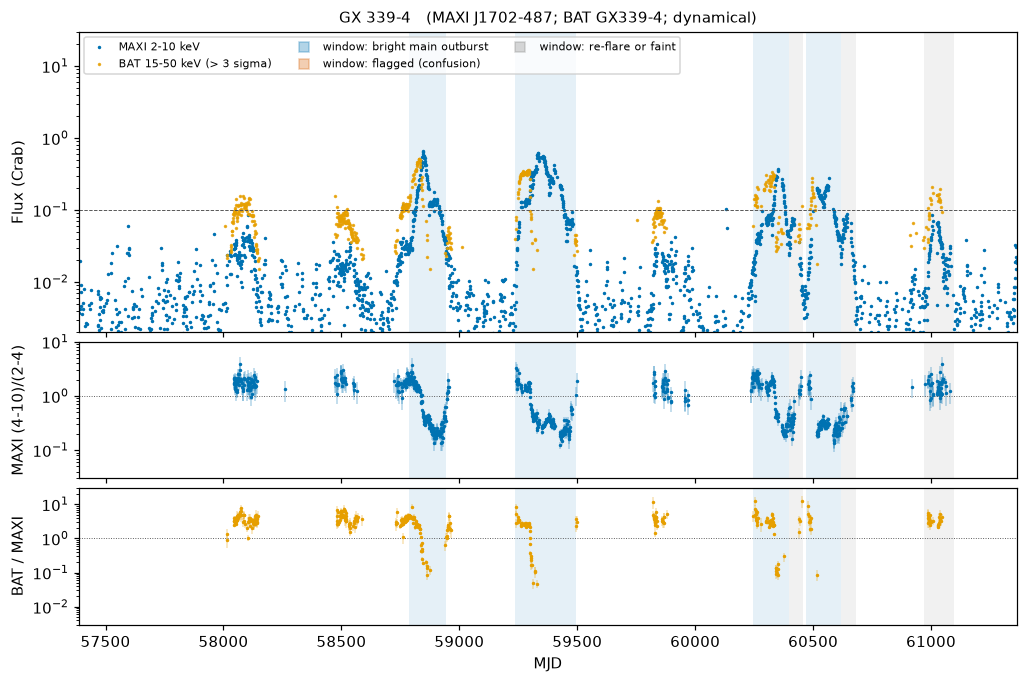 GX 339-4 (MAXI J1702-487; BAT GX339-4; dynamical)
MAXI 2-10 keV
BAT 15-50 keV (> 3 sigma)
window: bright main outburst
window: flagged (confusion)
window: re-flare or faint
Flux (Crab)
10¹
10⁰
10⁻¹
10⁻²
MAXI (4-10)/(2-4)
10¹
10⁰
10⁻¹
BAT / MAXI
10¹
10⁰
10⁻¹
10⁻²
57500 58000 58500 59000 59500 60000 60500 61000
MJD